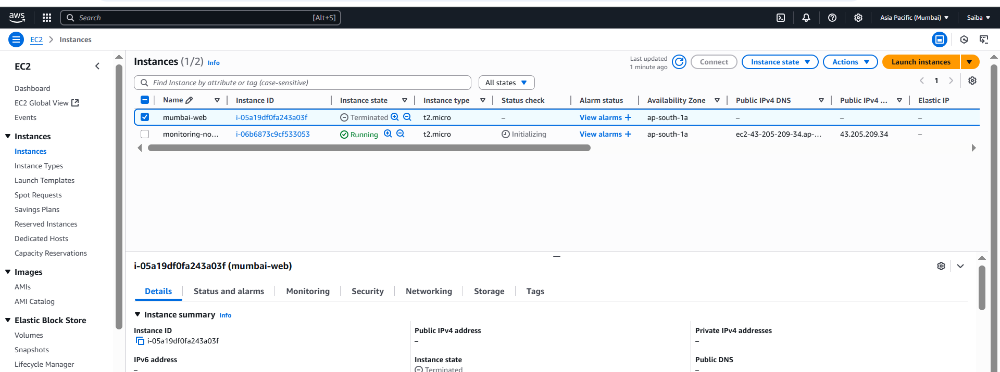 aws
Search [Alt+S]
Asia Pacific (Mumbai)
Saiba
EC2 Instances
EC2
Dashboard
EC2 Global View
Events
Instances
Instances
Instance Types
Launch Templates
Spot Requests
Savings Plans
Reserved Instances
Dedicated Hosts
Capacity Reservations
Images
AMIs
AMI Catalog
Elastic Block Store
Volumes
Snapshots
Lifecycle Manager
Instances (1/2) Info
Last updated
1 minute ago
Connect
Instance state
Actions
Launch instances
Find Instance by attribute or tag (case-sensitive)
All states
1
Name Instance ID Instance state Instance type Status check Alarm status Availability Zone Public IPv4 DNS Public IPv4 ... Elastic IP
mumbai-web i-05a19df0fa243a03f Terminated t2.micro – View alarms + ap-south-1a – – –
monitoring-no... i-06b6873c9cf533053 Running t2.micro Initializing View alarms + ap-south-1a ec2-43-205-209-34.ap-... 43.205.209.34 –
i-05a19df0fa243a03f (mumbai-web)
Details Status and alarms Monitoring Security Networking Storage Tags
Instance summary Info
Instance ID
i-05a19df0fa243a03f
Public IPv4 address
–
Private IPv4 addresses
–
IPv6 address
–
Instance state
Terminated
Public DNS
–